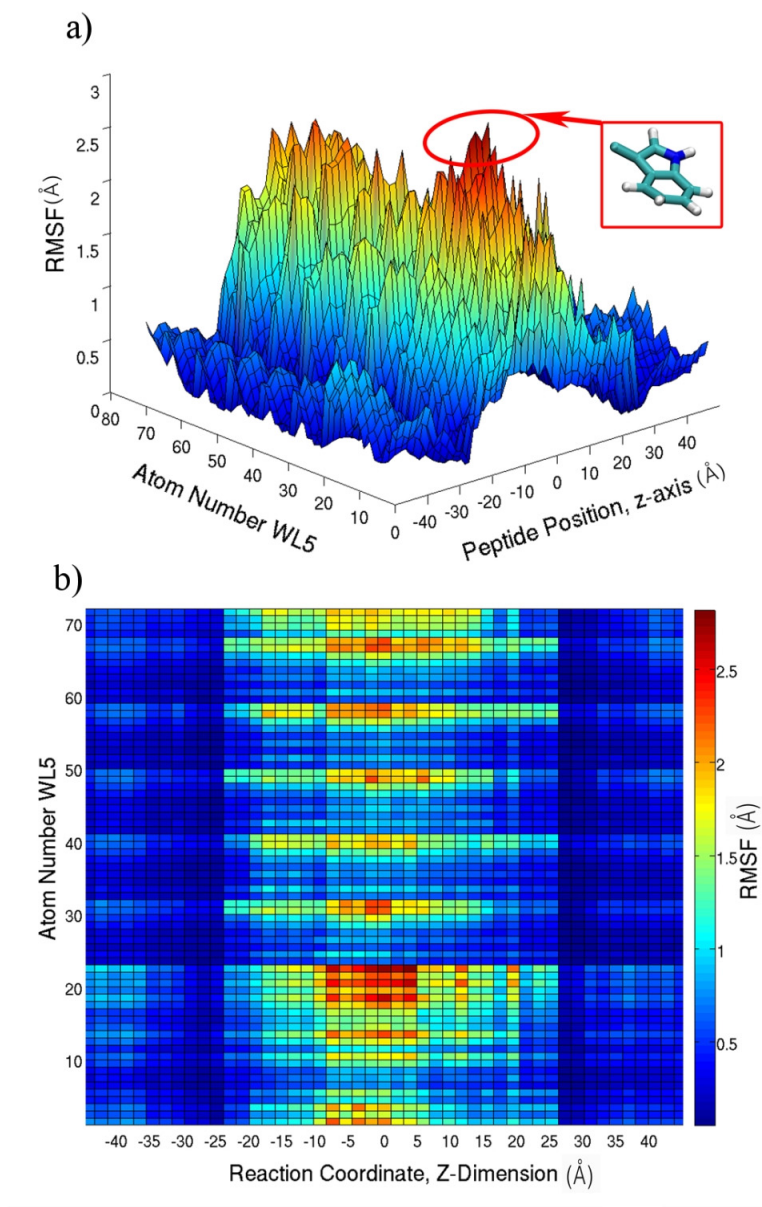 a)
3
2.5
2
1.5
1
0.5
0
RMSF (Å)
80 70 60 50 40 30 20 10 0
Atom Number WL5
-40 -30 -20 -10 0 10 20 30 40
Peptide Position, z-axis (Å)
b)
70
60
50
40
30
20
10
Atom Number WL5
-40 -35 -30 -25 -20 -15 -10 -5 0 5 10 15 20 25 30 35 40
Reaction Coordinate, Z-Dimension (Å)
2.5
2
1.5
1
0.5
RMSF (Å)